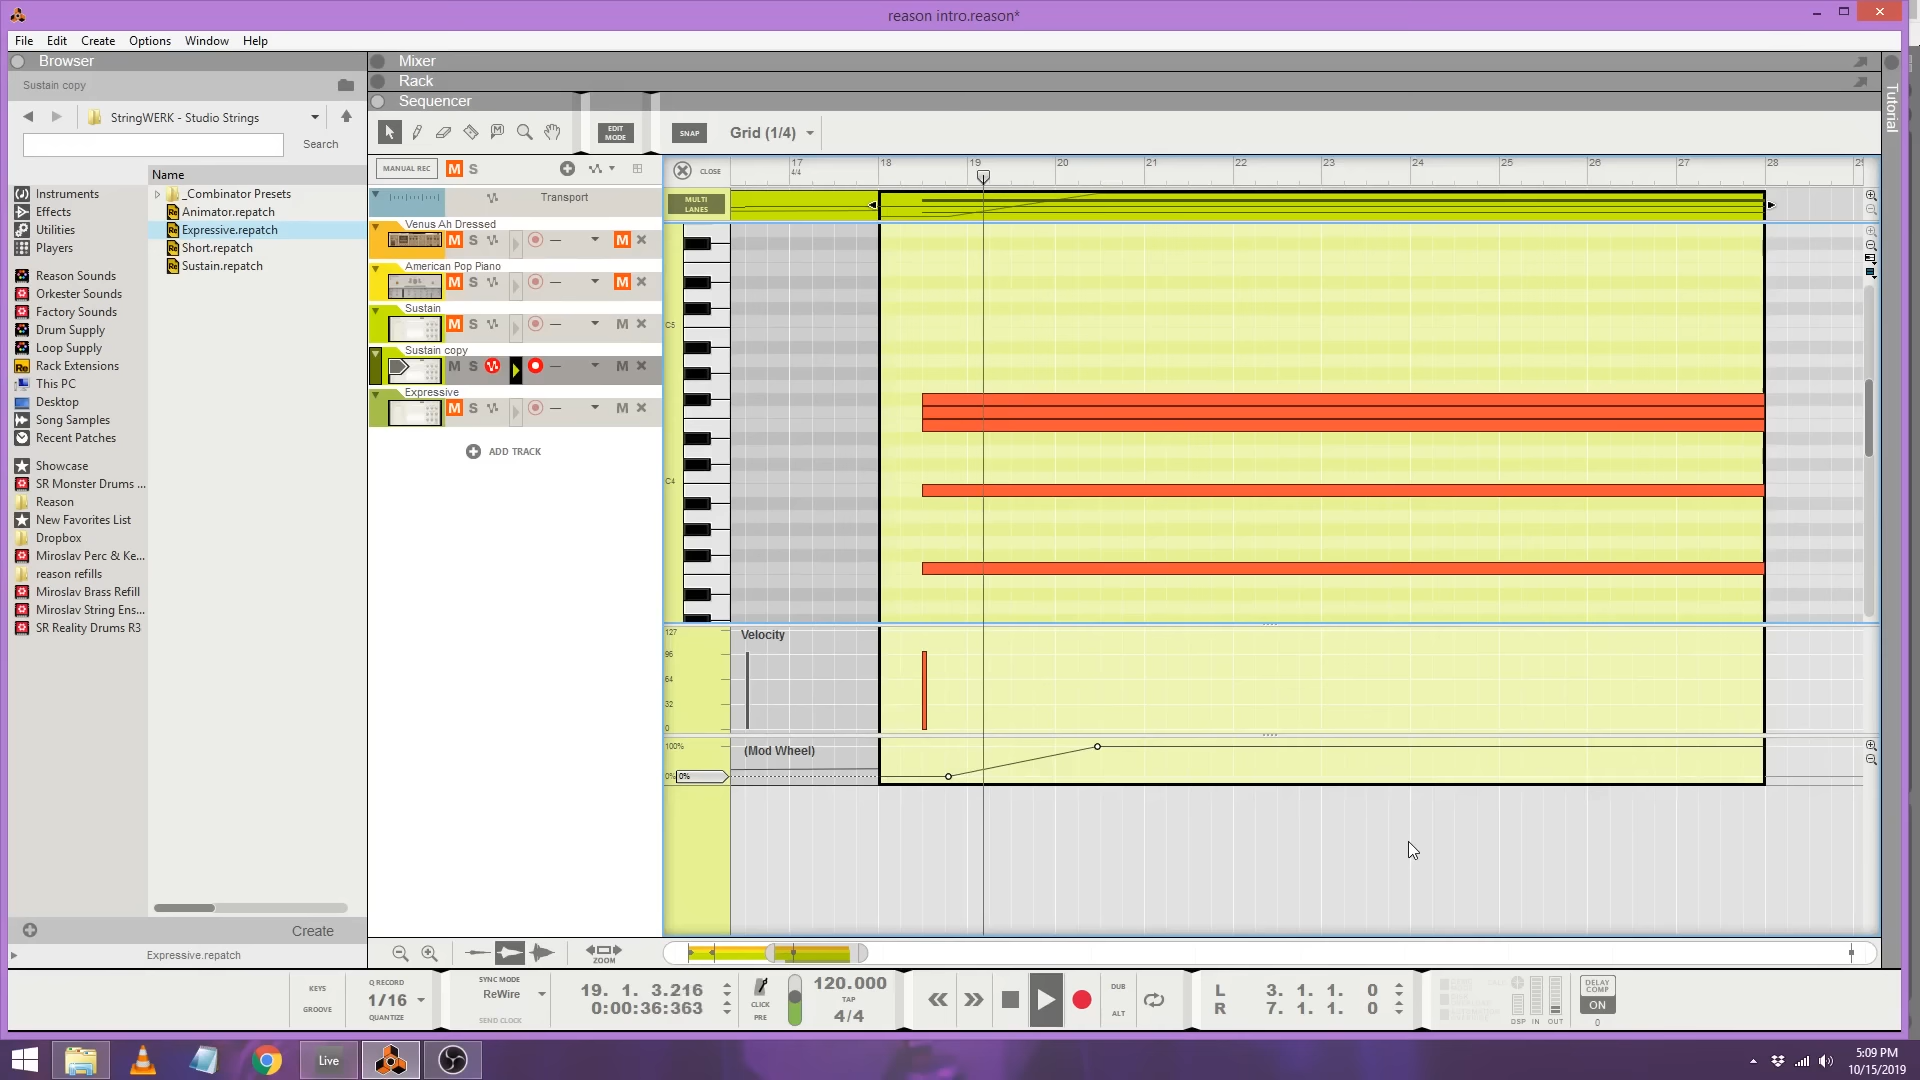 reason intro.reason*
File Edit Create Options Window Help
Browser
Sustain copy
StringWERK - Studio Strings
Search
Name
Instruments
Effects
Utilities
Players
Reason Sounds
Orkester Sounds
Factory Sounds
Drum Supply
Loop Supply
Rack Extensions
This PC
Desktop
Song Samples
Recent Patches
Showcase
SR Monster Drums ...
Reason
New Favorites List
Dropbox
Miroslav Perc & Ke...
reason refills
Miroslav Brass Refill
Miroslav String Ens...
SR Reality Drums R3
_Combinator Presets
Animator.repatch
Expressive.repatch
Short.repatch
Sustain.repatch
Create
Expressive.repatch
Mixer
Rack
Sequencer
EDIT MODE
SNAP
Grid (1/4)
MANUAL REC M S
Transport
Venus Ah Dressed
M S M
American Pop Piano
M S M
Sustain
M S M
Sustain copy
M S M
Expressive
M S M
ADD TRACK
CLOSE
17 18 19 20 21 22 23 24 25 26 27 28
4/4
MULTI LANES
C5
C4
Velocity
127
96
64
32
0
(Mod Wheel)
100%
0% 0%
ZOOM
KEYS
GROOVE
Q RECORD
1/16
QUANTIZE
SYNC MODE
ReWire
SEND CLOCK
19. 1. 3.216
0:00:36:363
CLICK
PRE
120.000
TAP
4/4
DUB
ALT
L 3. 1. 1. 0
R 7. 1. 1. 0
DSP IN OUT
DELAY COMP
ON
0
Tutorial
Live
5:09 PM
10/15/2019